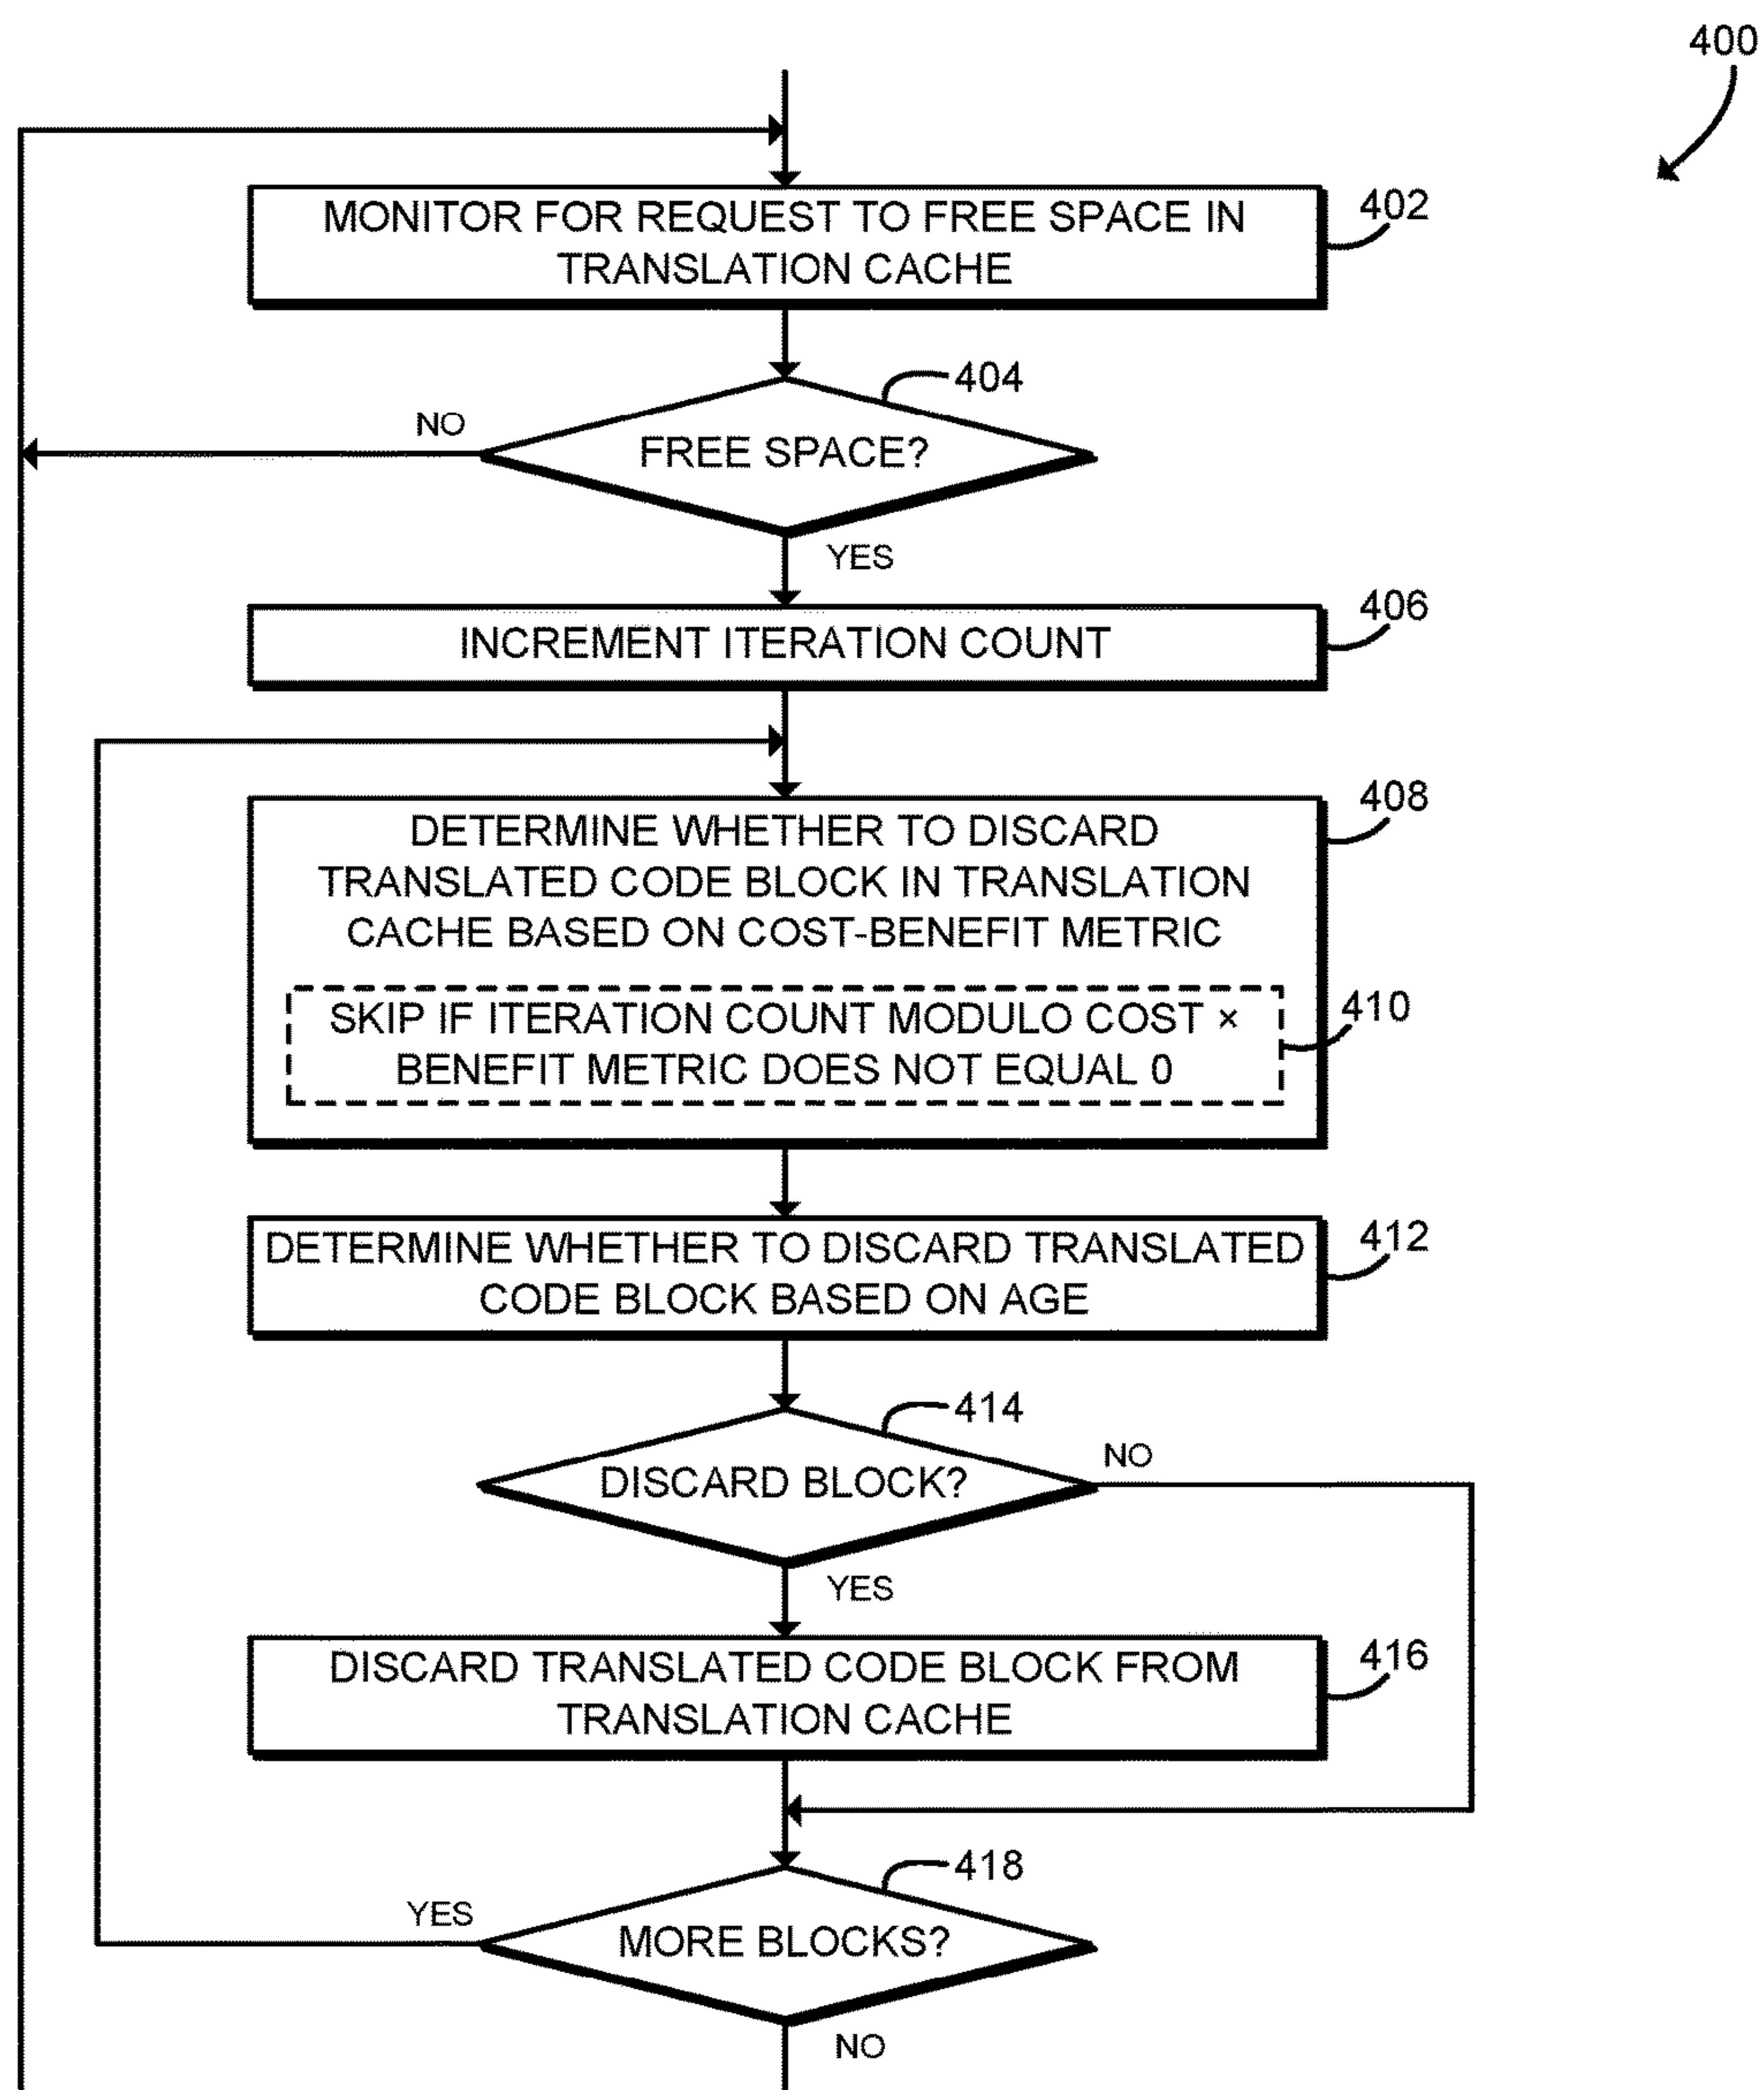 400
MONITOR FOR REQUEST TO FREE SPACE IN
TRANSLATION CACHE
402
404
NO
FREE SPACE?
YES
INCREMENT ITERATION COUNT
406
DETERMINE WHETHER TO DISCARD
TRANSLATED CODE BLOCK IN TRANSLATION
CACHE BASED ON COST-BENEFIT METRIC
408
SKIP IF ITERATION COUNT MODULO COST ×
BENEFIT METRIC DOES NOT EQUAL 0
410
DETERMINE WHETHER TO DISCARD TRANSLATED
CODE BLOCK BASED ON AGE
412
414
DISCARD BLOCK?
NO
YES
DISCARD TRANSLATED CODE BLOCK FROM
TRANSLATION CACHE
416
418
YES
MORE BLOCKS?
NO